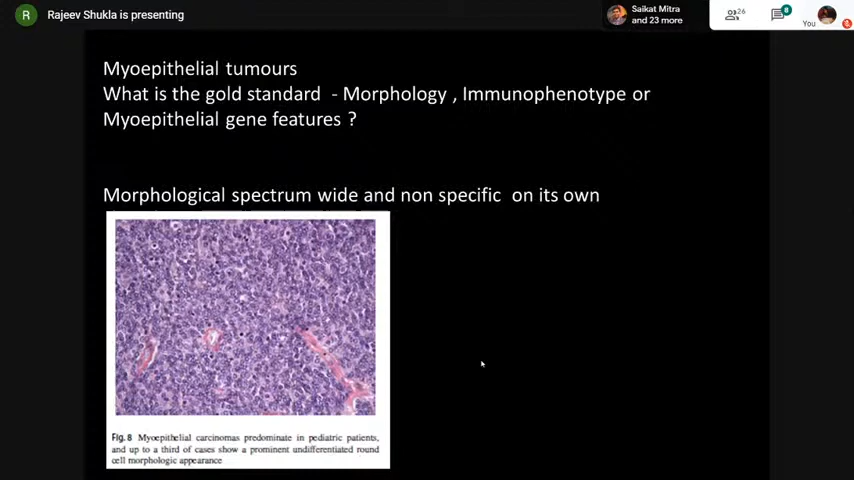 R Rajeev Shukla is presenting
Saikat Mitra
and 23 more
26
8
You
Myoepithelial tumours
What is the gold standard - Morphology , Immunophenotype or
Myoepithelial gene features ?
Morphological spectrum wide and non specific on its own
Fig. 8 Myoepithelial carcinomas predominate in pediatric patients,
and up to a third of cases show a prominent undifferentiated round
cell morphologic appearance